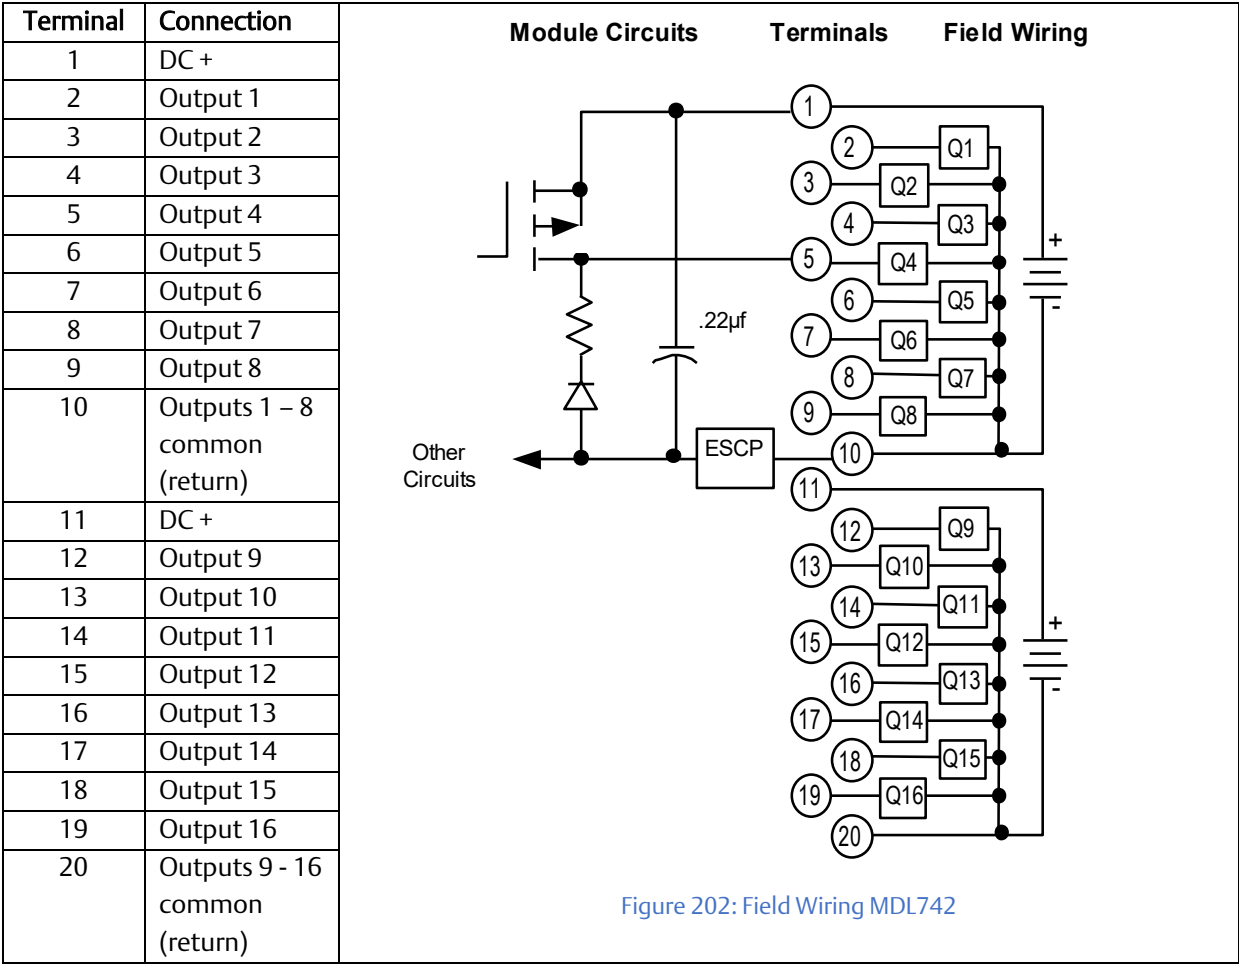 Terminal Connection
1 DC +
2 Output 1
3 Output 2
4 Output 3
5 Output 4
6 Output 5
7 Output 6
8 Output 7
9 Output 8
10 Outputs 1 – 8
common
(return)
11 DC +
12 Output 9
13 Output 10
14 Output 11
15 Output 12
16 Output 13
17 Output 14
18 Output 15
19 Output 16
20 Outputs 9 - 16
common
(return)
Module Circuits Terminals Field Wiring
1
2 Q1
3 Q2
4 Q3
+
5 Q4
6 Q5
-
.22µf
7 Q6
8 Q7
9 Q8
Other
Circuits
ESCP
10
11
12 Q9
13 Q10
14 Q11
+
15 Q12
16 Q13
-
17 Q14
18 Q15
19 Q16
20
Figure 202: Field Wiring MDL742